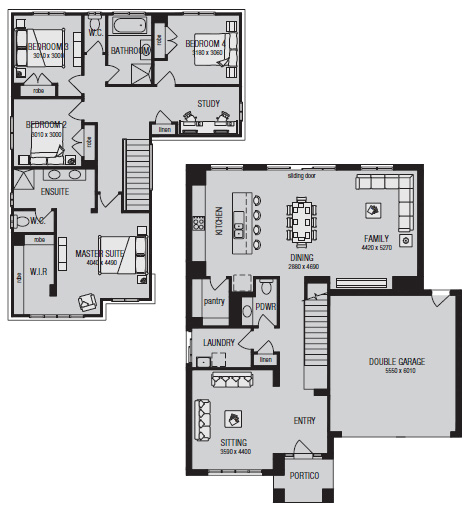 BEDROOM 3
3010 x 3000
W.C.
BATHROOM
robe
BEDROOM 4
3180 x 3060
robe
STUDY
linen
BEDROOM 2
3010 x 3000
robe
ENSUITE
W.C.
robe
MASTER SUITE
4040 x 4490
W.I.R
robe
sliding door
KITCHEN
FAMILY
4420 x 5270
DINING
2880 x 4690
pantry
PDWR
LAUNDRY
linen
DOUBLE GARAGE
5550 x 6010
ENTRY
SITTING
3590 x 4400
PORTICO